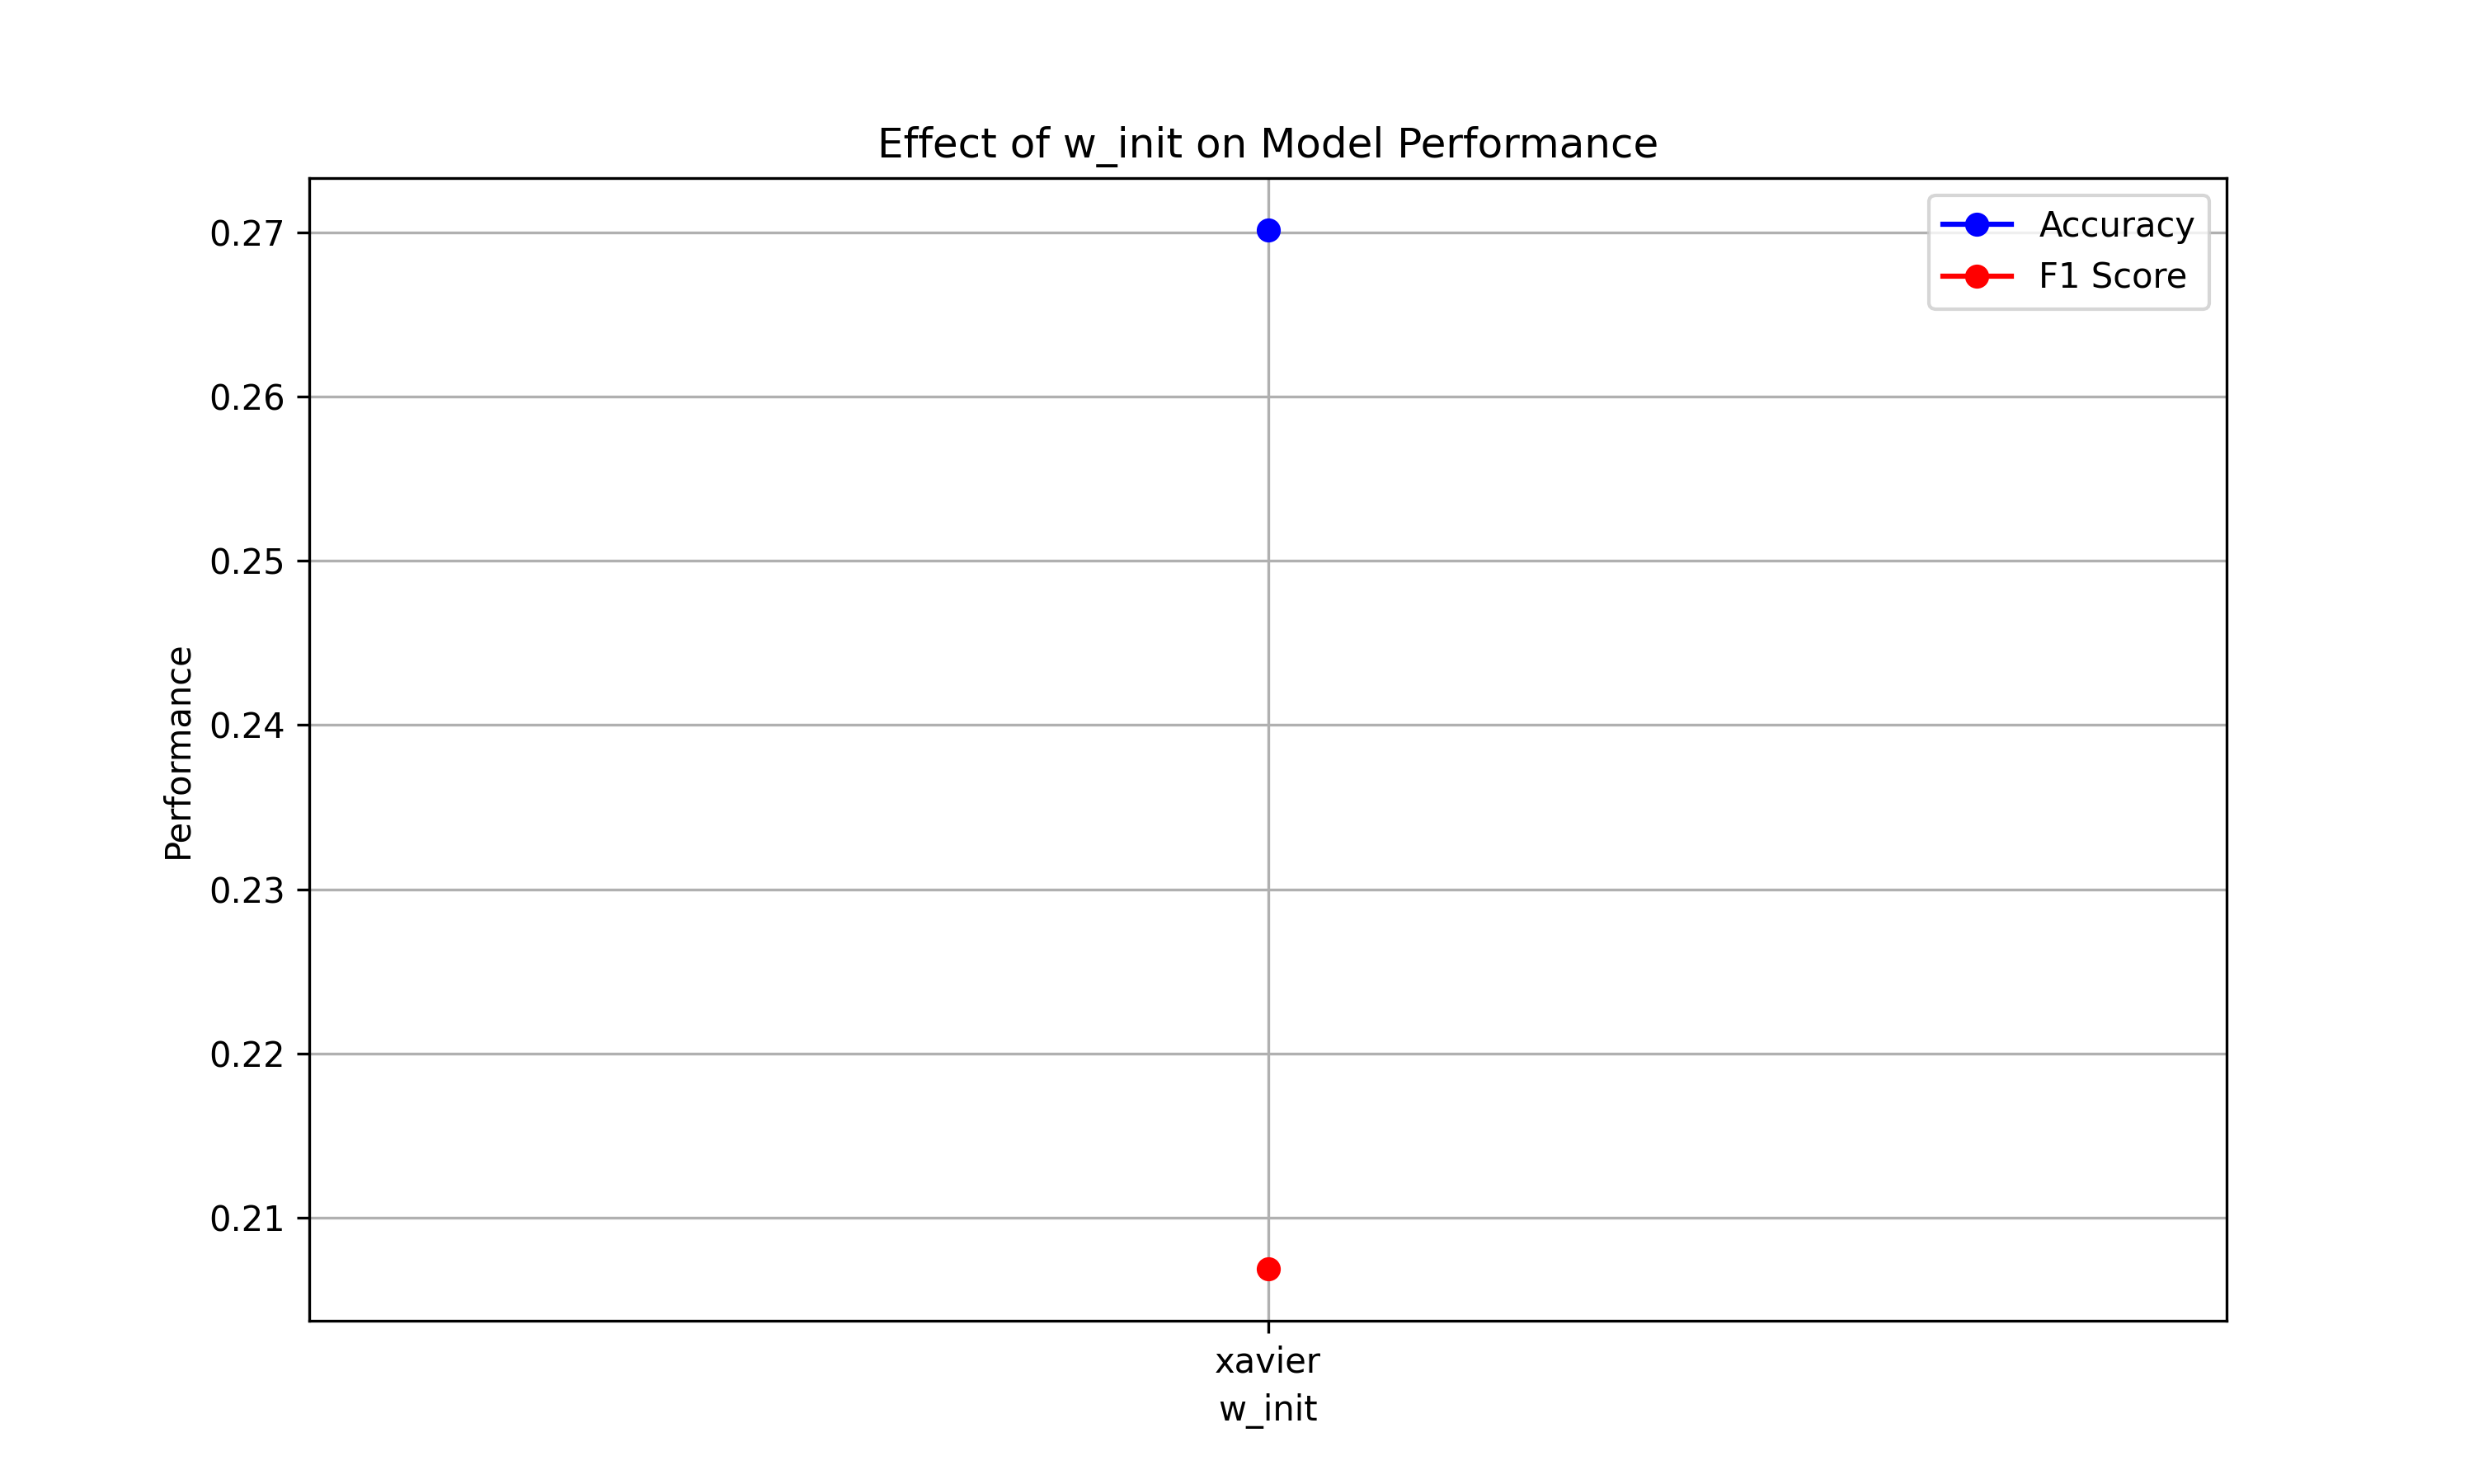 Effect of w_init on Model Performance
Accuracy
F1 Score
Performance
0.27
0.26
0.25
0.24
0.23
0.22
0.21
xavier
w_init